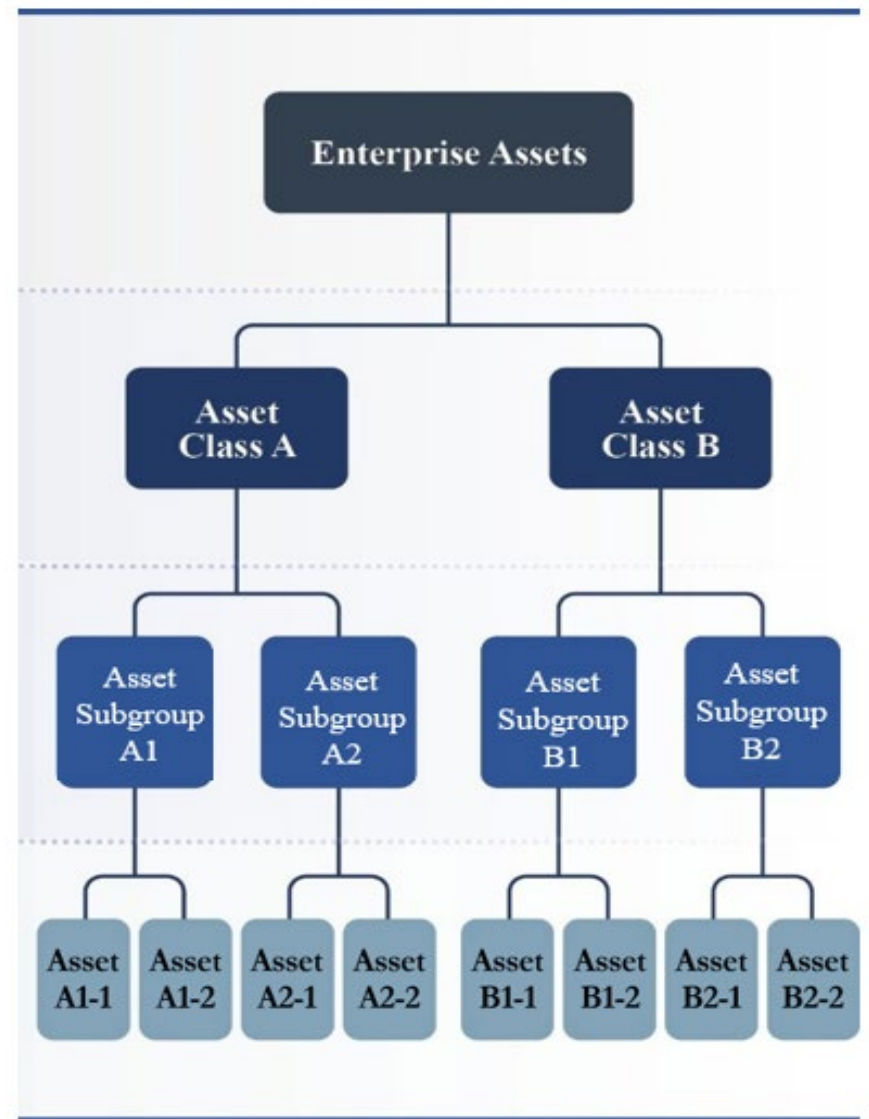 Enterprise Assets
Asset
Class A
Asset
Class B
Asset
Subgroup
A1
Asset
Subgroup
A2
Asset
Subgroup
B1
Asset
Subgroup
B2
Asset
A1-1
Asset
A1-2
Asset
A2-1
Asset
A2-2
Asset
B1-1
Asset
B1-2
Asset
B2-1
Asset
B2-2